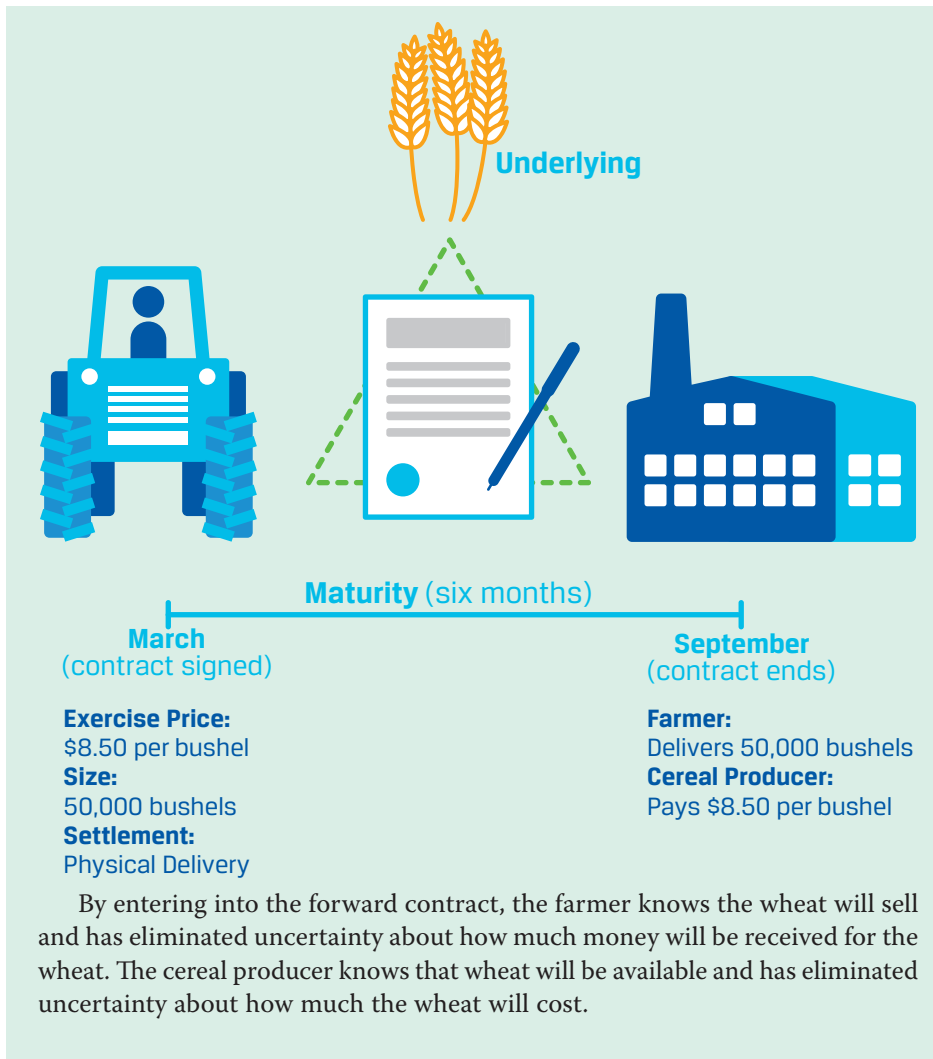 Underlying
Maturity (six months)
March
(contract signed)
September
(contract ends)
Exercise Price:
$8.50 per bushel
Size:
50,000 bushels
Settlement:
Physical Delivery
Farmer:
Delivers 50,000 bushels
Cereal Producer:
Pays $8.50 per bushel
By entering into the forward contract, the farmer knows the wheat will sell
and has eliminated uncertainty about how much money will be received for the
wheat. The cereal producer knows that wheat will be available and has eliminated
uncertainty about how much the wheat will cost.